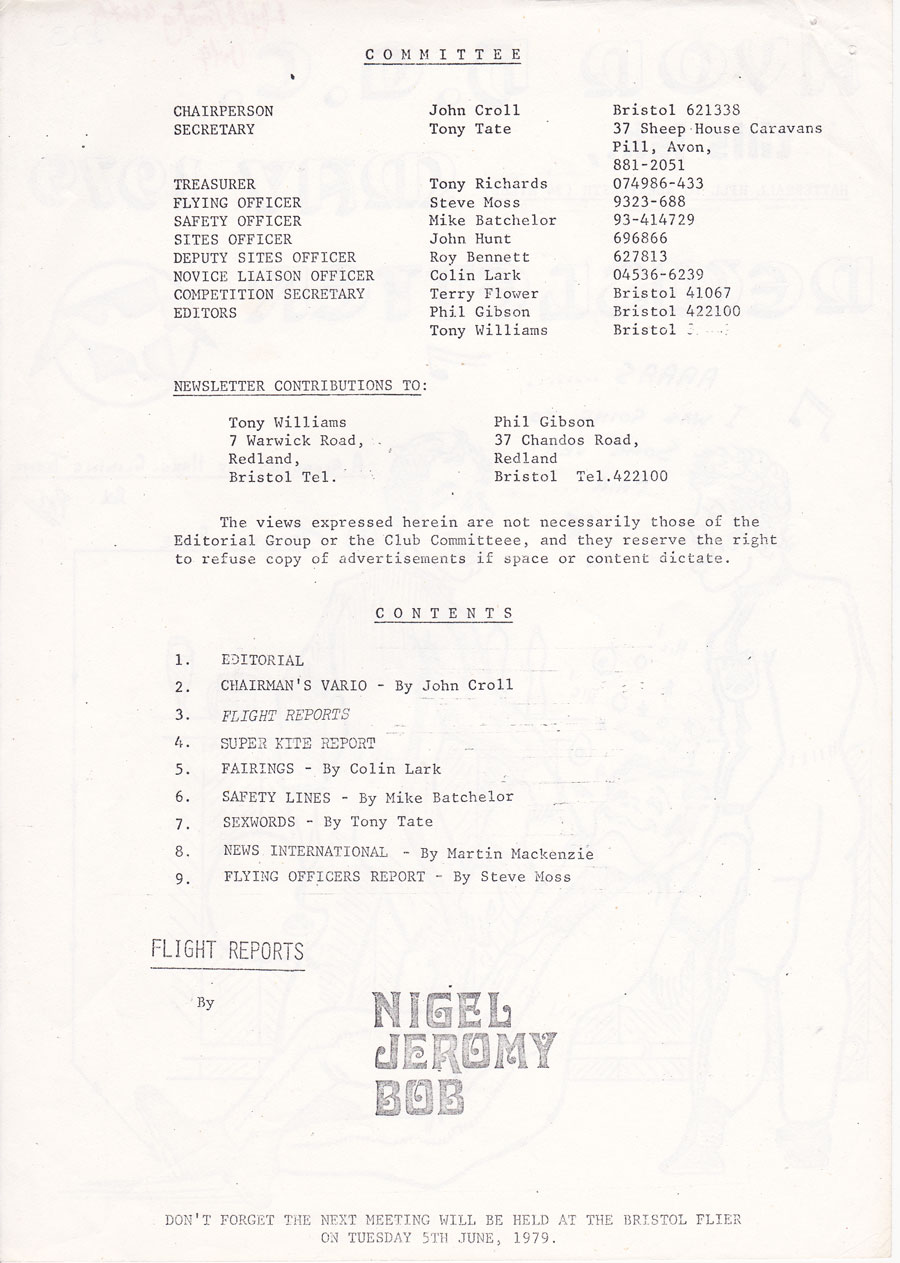 COMMITTEE
CHAIRPERSON John Croll Bristol 621338
SECRETARY Tony Tate 37 Sheep House Caravans
Pill, Avon,
881-2051
TREASURER Tony Richards 074986-433
FLYING OFFICER Steve Moss 9323-688
SAFETY OFFICER Mike Batchelor 93-414729
SITES OFFICER John Hunt 696866
DEPUTY SITES OFFICER Roy Bennett 627813
NOVICE LIAISON OFFICER Colin Lark 04536-6239
COMPETITION SECRETARY Terry Flower Bristol 41067
EDITORS Phil Gibson Bristol 422100
Tony Williams Bristol
NEWSLETTER CONTRIBUTIONS TO:
Tony Williams Phil Gibson
7 Warwick Road, 37 Chandos Road,
Redland, Redland
Bristol Tel. Bristol Tel.422100
The views expressed herein are not necessarily those of the
Editorial Group or the Club Committeee, and they reserve the right
to refuse copy of advertisements if space or content dictate.
CONTENTS
1. EDITORIAL
2. CHAIRMAN'S VARIO - By John Croll
3. FLIGHT REPORTS
4. SUPER KITE REPORT
5. FAIRINGS - By Colin Lark
6. SAFETY LINES - By Mike Batchelor
7. SEXWORDS - By Tony Tate
8. NEWS INTERNATIONAL - By Martin Mackenzie
9. FLYING OFFICERS REPORT - By Steve Moss
FLIGHT REPORTS
By NIGEL
JEROMY
BOB
DON'T FORGET THE NEXT MEETING WILL BE HELD AT THE BRISTOL FLIER
ON TUESDAY 5TH JUNE, 1979.